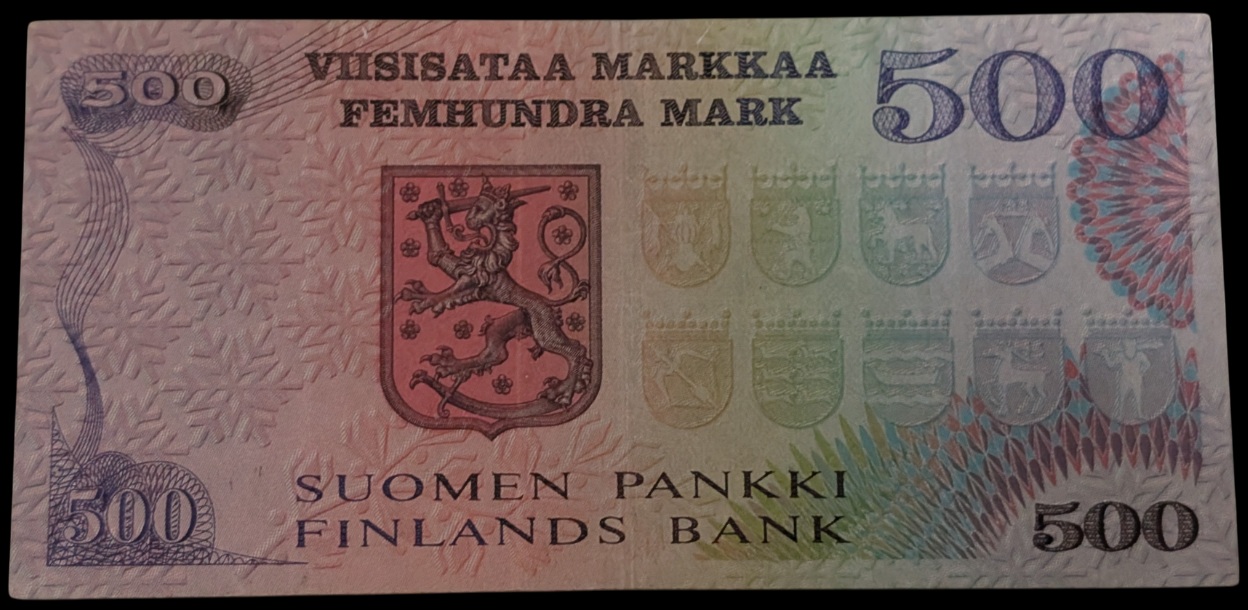 500
VIISISATAA MARKKAA
FEMHUNDRA MARK
500
SUOMEN PANKKI
FINLANDS BANK
500
500